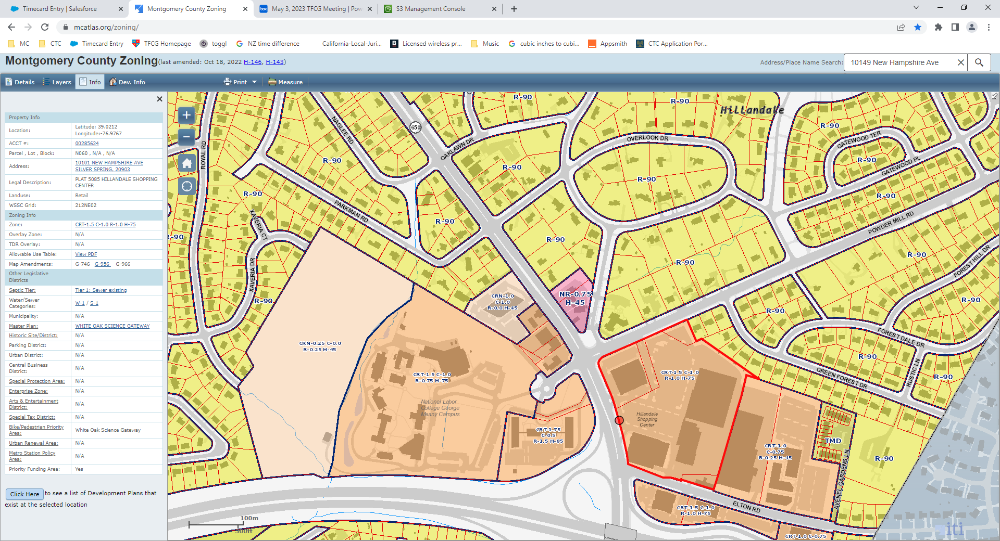 Timecard Entry | Salesforce
Montgomery County Zoning
May 3, 2023 TFCG Meeting | Pow
S3 Management Console
mcatlas.org/zoning/
MC
CTC
Timecard Entry
TFCG Homepage
toggl
NZ time difference
California-Local-Juri...
Licensed wireless pr...
Music
cubic inches to cubi...
Appsmith
CTC Application Por...
Montgomery County Zoning(last amended: Oct 18, 2022 H-146, H-143)
Address/Place Name Search:
10149 New Hampshire Ave
Details
Layers
Info
Dev. Info
Print
Measure
Property Info
Location: Latitude: 39.0212
Longitude:-76.9767
ACCT #: 00285624
Parcel , Lot , Block: N060 , N/A , N/A
Address: 10101 NEW HAMPSHIRE AVE
SILVER SPRING, 20903
Legal Description: PLAT 5085 HILLANDALE SHOPPING
CENTER
Landuse: Retail
WSSC Grid: 212NE02
Zoning Info
Zone: CRT-1.5 C-1.0 R-1.0 H-75
Overlay Zone: N/A
TDR Overlay: N/A
Allowable Use Table: View PDF
Map Amendments: G-746 G-956 G-966
Other Legislative
Districts
Septic Tier: Tier 1: Sewer existing
Water/Sewer
Categories: W-1 / S-1
Municipality: N/A
Master Plan: WHITE OAK SCIENCE GATEWAY
Historic Site/District: N/A
Parking District: N/A
Urban District: N/A
Central Business
District: N/A
Special Protection Area: N/A
Enterprise Zone: N/A
Arts & Entertainment
District: N/A
Special Tax District: N/A
Bike/Pedestrian Priority
Area: White Oak Science Gateway
Urban Renewal Area: N/A
Metro Station Policy
Area: N/A
Priority Funding Area: Yes
Click Here to see a list of Development Plans that
exist at the selected location
R-90
R-90
Hillandale
R-90
650
NAGLEE RD
OAKLAWN DR
OVERLOOK DR
GATEWOOD TER
ROYAL RD
R-90
R-90
R-90
GATEWOOD PL
R-90
R-90
R-90
PARKMAN RD
R-90
POWDER MILL RD
XAVERIA CT
R-90
R-90
R-90
R-90
FOREST HILL DR
XAVERIA DR
R-90
CRN-1.0
C-1.0
R-0.0 H-45
NR-0.75
H-45
R-90
R-90
FOREST DALE DR
CRN-0.25 C-0.0
R-0.25 H-45
R-90
CRT-1.5 C-1.0
R-0.75 H-75
CRT-1.5 C-1.0
R-1.0 H-75
GREEN FOREST DR
RUSTIC LN
R-90
National Labor
College George
Meany Campus
Hillandale
Shopping
Center
CRT-1.75
C-0.5
R-1.5 H-85
TMD
CRT-1.0
C-0.75
R-0.25 H-45
R-90
AVENEL GARDENS LN
CRT-1.5 C-1.0
R-1.0 H-75
ELTON RD
CRT-1.0 C-0.75
100m
300ft
iti